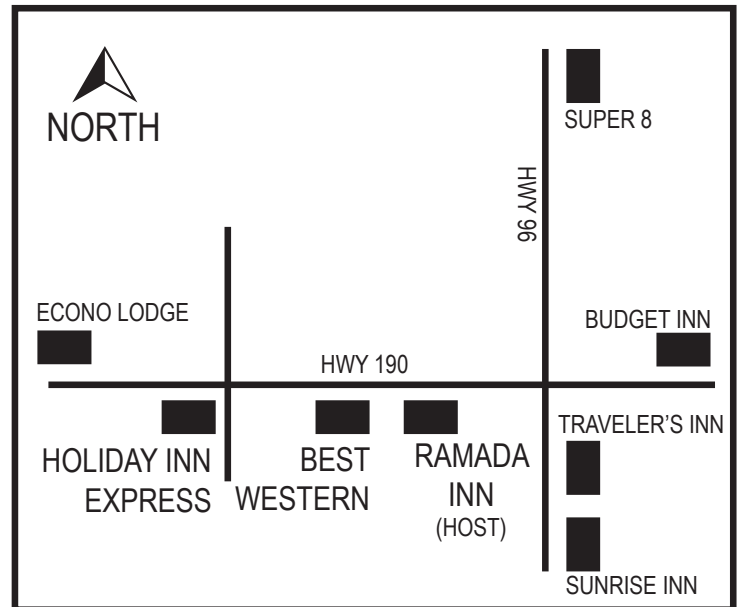 NORTH
SUPER 8
HWY 96
ECONO LODGE
BUDGET INN
HWY 190
HOLIDAY INN
EXPRESS
BEST
WESTERN
RAMADA
INN
(HOST)
TRAVELER'S INN
SUNRISE INN